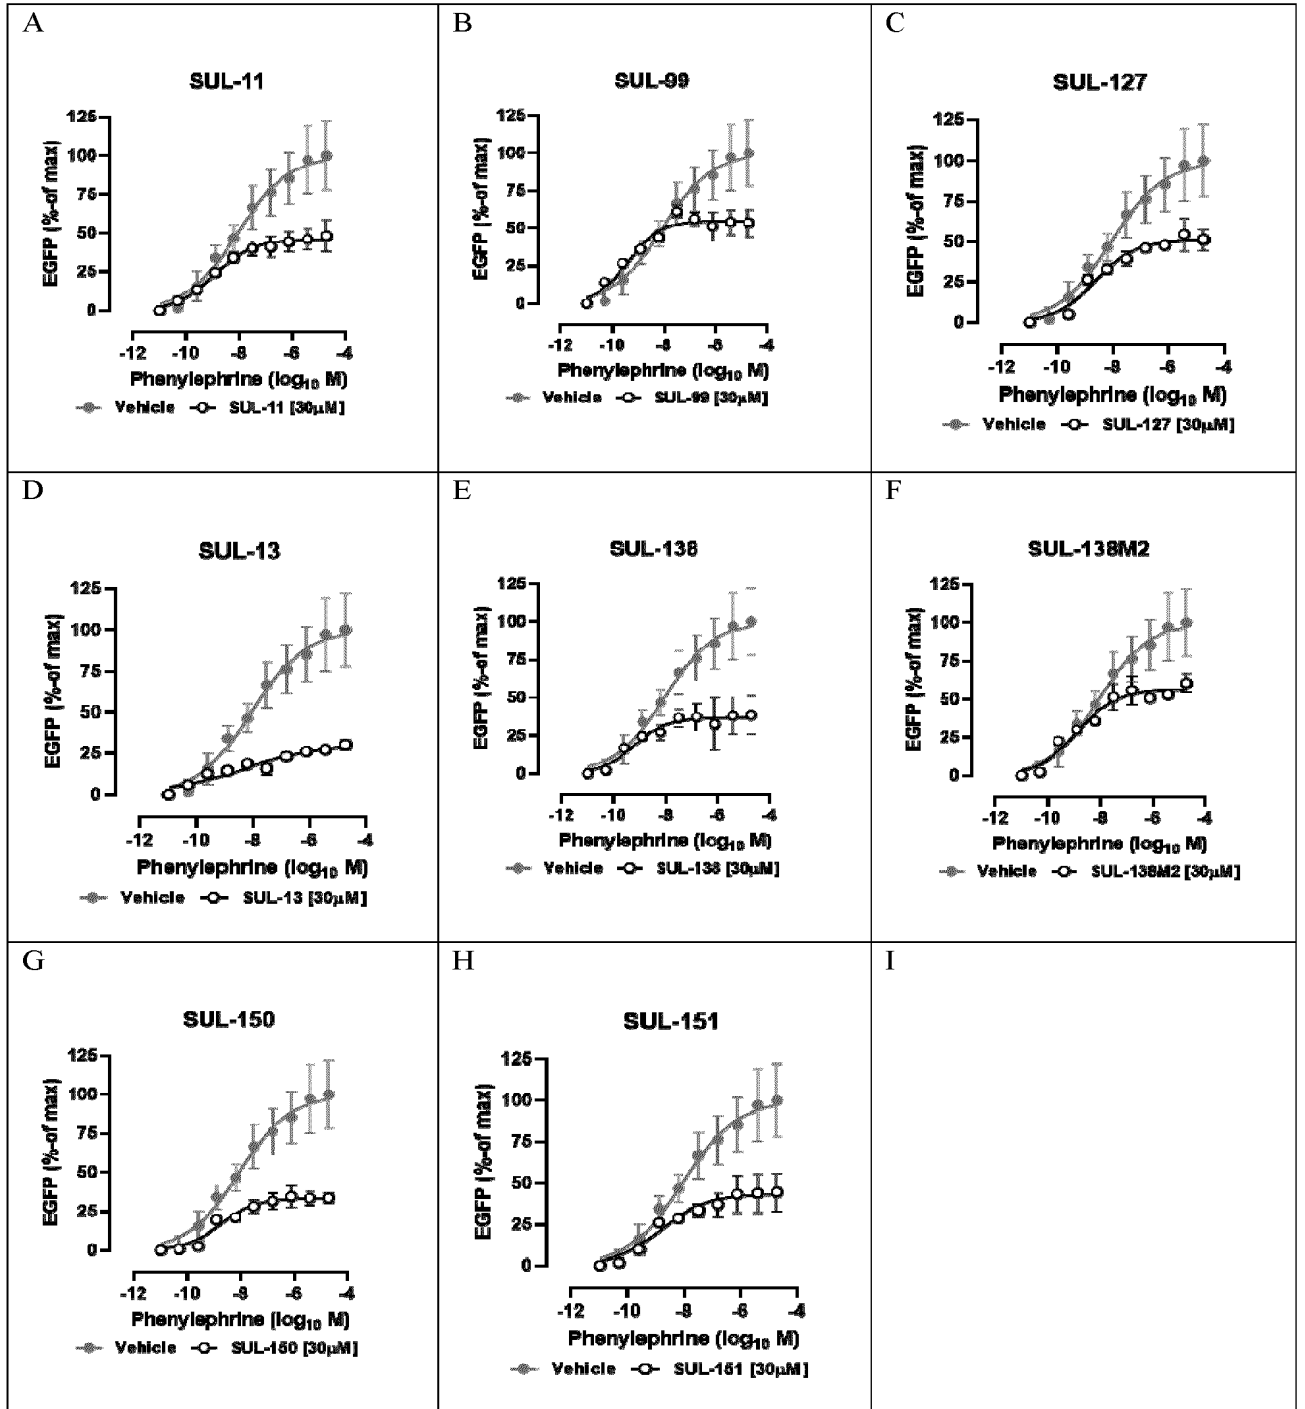 A
SUL-11
EGFP (%-of max)
125
100
75
50
25
0
-12 -10 -8 -6 -4
Phenylephrine (log10 M)
Vehicle SUL-11 [30µM]
B
SUL-99
EGFP (%-of max)
125
100
75
50
25
0
-12 -10 -8 -6 -4
Phenylephrine (log10 M)
Vehicle SUL-99 [30µM]
C
SUL-127
EGFP (%-of max)
125
100
75
50
25
0
-12 -10 -8 -6 -4
Phenylephrine (log10 M)
Vehicle SUL-127 [30µM]
D
SUL-13
EGFP (%-of max)
125
100
75
50
25
0
-12 -10 -8 -6 -4
Phenylephrine (log10 M)
Vehicle SUL-13 [30µM]
E
SUL-138
EGFP (%-of max)
125
100
75
50
25
0
-12 -10 -8 -6 -4
Phenylephrine (log10 M)
Vehicle SUL-138 [30µM]
F
SUL-138M2
EGFP (%-of max)
125
100
75
50
25
0
-12 -10 -8 -6 -4
Phenylephrine (log10 M)
Vehicle SUL-138M2 [30µM]
G
SUL-150
EGFP (%-of max)
125
100
75
50
25
0
-12 -10 -8 -6 -4
Phenylephrine (log10 M)
Vehicle SUL-150 [30µM]
H
SUL-151
EGFP (%-of max)
125
100
75
50
25
0
-12 -10 -8 -6 -4
Phenylephrine (log10 M)
Vehicle SUL-151 [30µM]
I